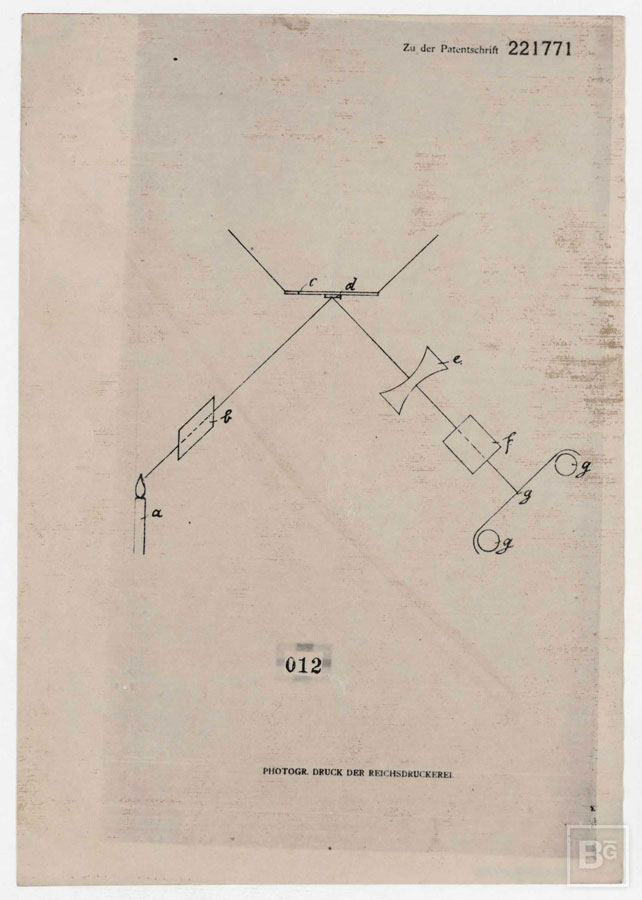 Zu der Patentschrift 221771
c d
e.
b
f
g
g
a
g
012
PHOTOGR. DRUCK DER REICHSDRUCKEREI.
BG